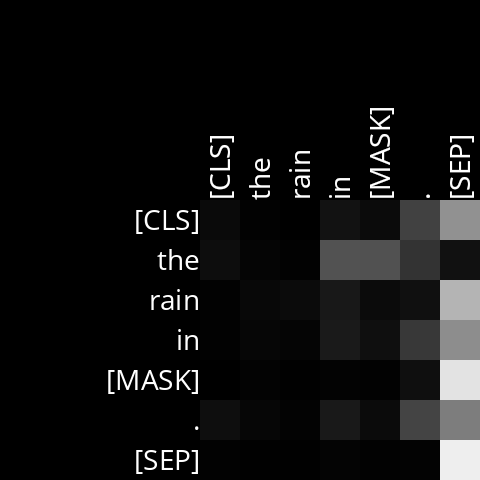 [CLS] the rain in [MASK] . [SEP]
[CLS]
the
rain
in
[MASK]
.
[SEP]